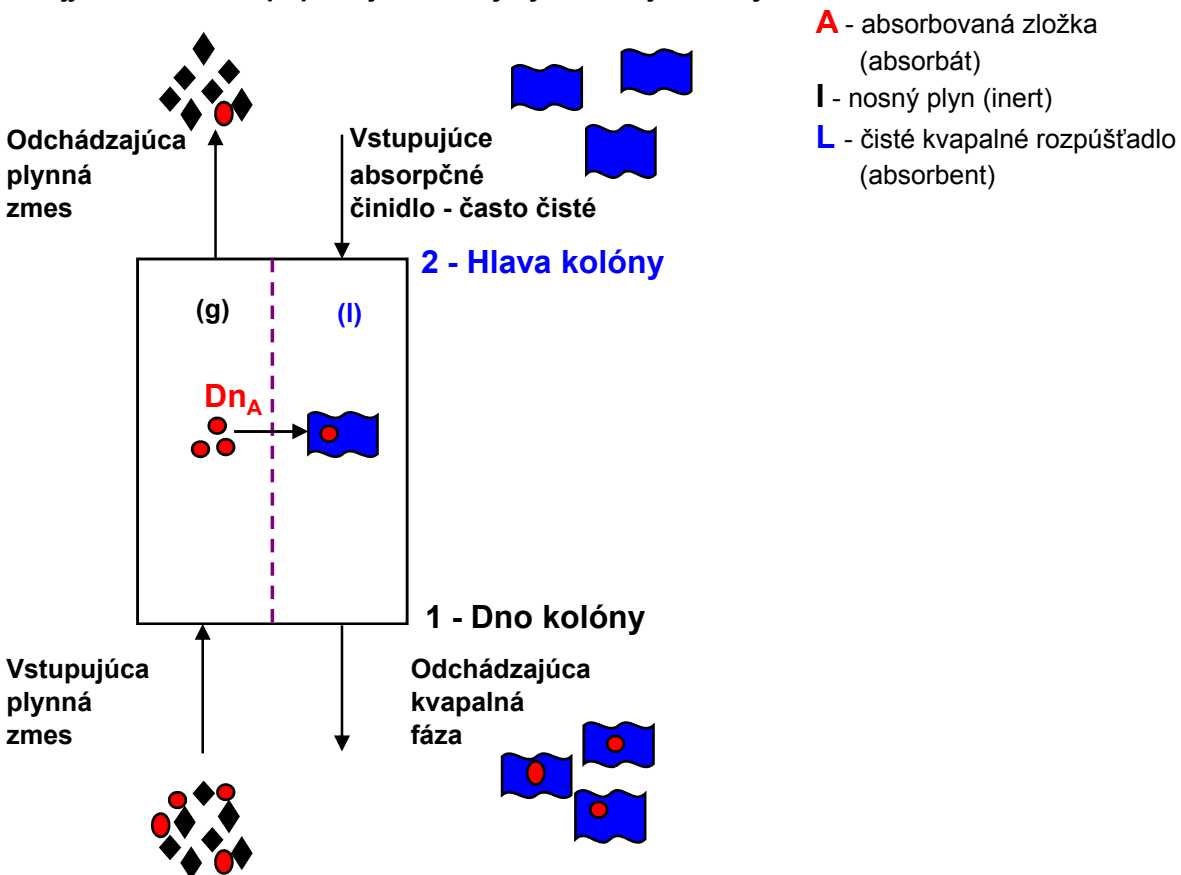 A - absorbovaná zložka
(absorbát)
I - nosný plyn (inert)
L - čisté kvapalné rozpúšťadlo
(absorbent)
Odchádzajúca
plynná
zmes
Vstupujúce
absorpčné
činidlo - často čisté
2 - Hlava kolóny
(g)
(l)
DnA
1 - Dno kolóny
Vstupujúca
plynná
zmes
Odchádzajúca
kvapalná
fáza